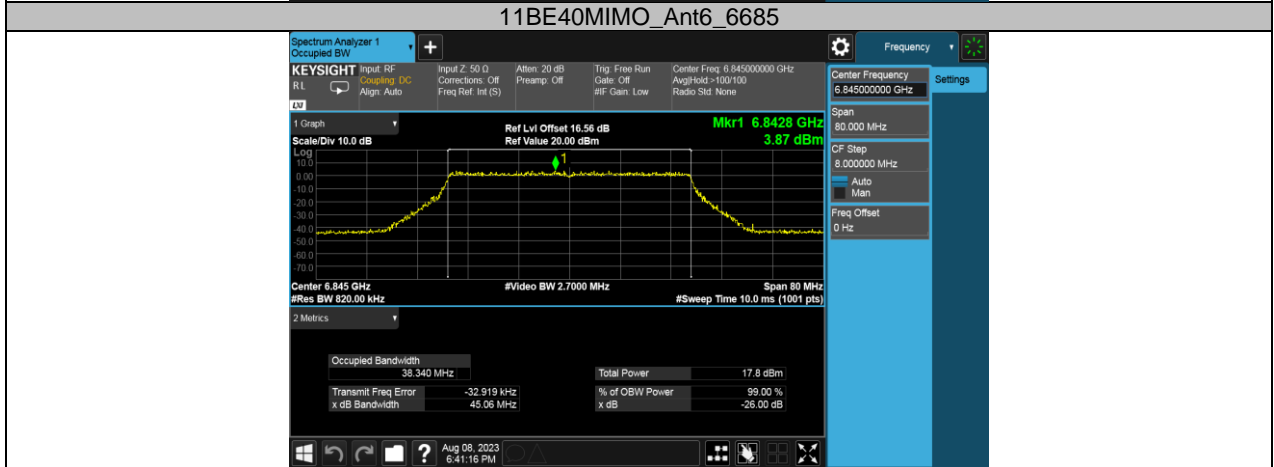 11BE40MIMO_Ant6_6685
Spectrum Analyzer 1
Occupied BW
+
Frequency
KEYSIGHT
RL
LXI
Input: RF
Coupling: DC
Align: Auto
Input Z: 50 Ω
Corrections: Off
Freq Ref: Int (S)
Atten: 20 dB
Preamp: Off
Trig: Free Run
Gate: Off
#IF Gain: Low
Center Freq: 6.845000000 GHz
Avg|Hold:>100/100
Radio Std: None
Center Frequency
6.845000000 GHz
Settings
Span
80.000 MHz
CF Step
8.000000 MHz
Auto
Man
Freq Offset
0 Hz
1 Graph
Scale/Div 10.0 dB
Ref Lvl Offset 16.56 dB
Ref Value 20.00 dBm
Mkr1 6.8428 GHz
3.87 dBm
Log
10.0
0.00
-10.0
-20.0
-30.0
-40.0
-50.0
-60.0
-70.0
1
Center 6.845 GHz
#Res BW 820.00 kHz
#Video BW 2.7000 MHz
Span 80 MHz
#Sweep Time 10.0 ms (1001 pts)
2 Metrics
Occupied Bandwidth
38.340 MHz
Total Power 17.8 dBm
Transmit Freq Error -32.919 kHz
% of OBW Power 99.00 %
x dB Bandwidth 45.06 MHz
x dB -26.00 dB
?
Aug 08, 2023
6:41:16 PM